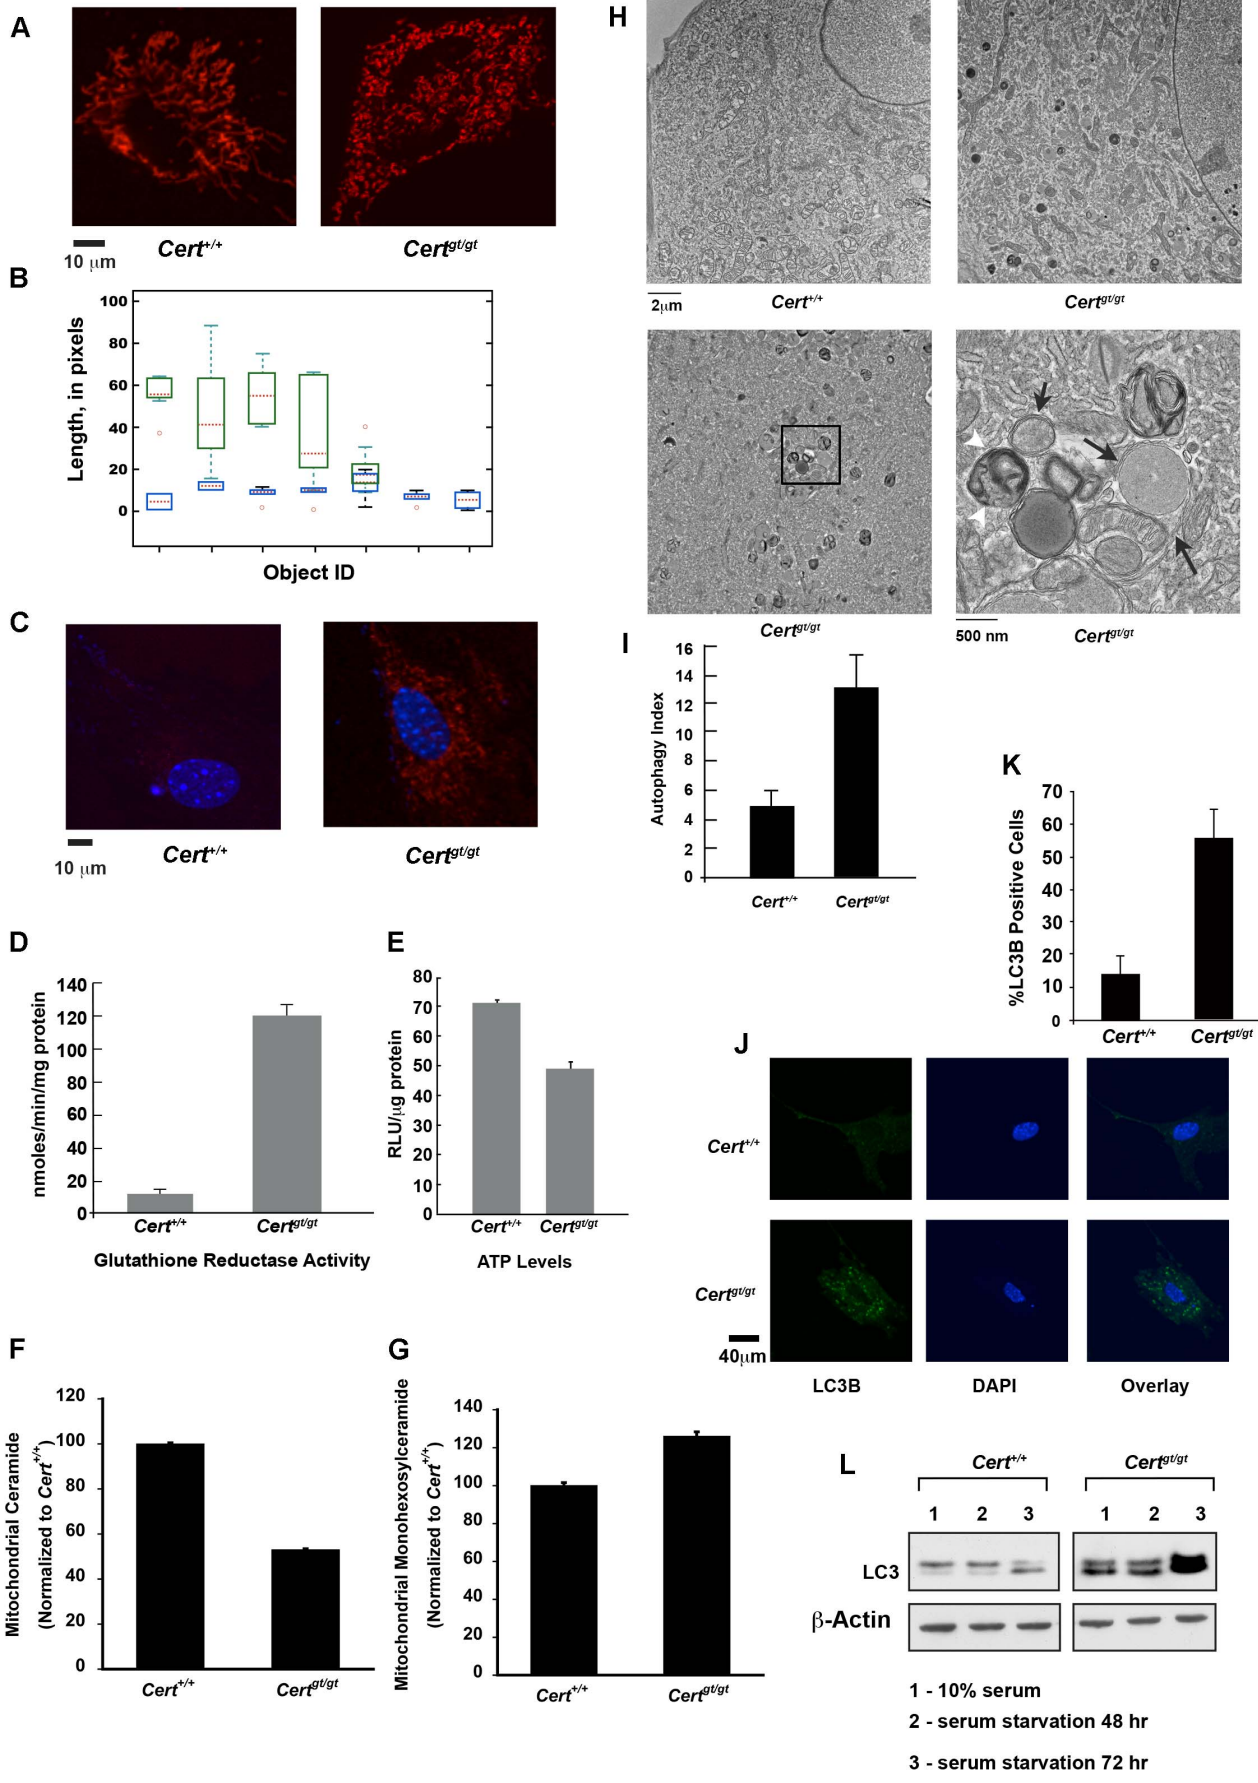 A
Cert+/+
Certgt/gt
10 μm
B
Length, in pixels
100
80
60
40
20
0
Object ID
C
Cert+/+
Certgt/gt
10 μm
D
nmoles/min/mg protein
140
120
100
80
60
40
20
0
Cert+/+
Certgt/gt
Glutathione Reductase Activity
E
RLU/μg protein
80
70
60
50
40
30
20
10
0
Cert+/+
Certgt/gt
ATP Levels
F
Mitochondrial Ceramide
(Normalized to Cert+/+)
120
100
80
60
40
20
0
Cert+/+
Certgt/gt
G
Mitochondrial Monohexosylceramide
(Normalized to Cert+/+)
140
120
100
80
60
40
20
0
Cert+/+
Certgt/gt
H
2μm
Cert+/+
Certgt/gt
Certgt/gt
500 nm
Certgt/gt
I
Autophagy Index
16
14
12
10
8
6
4
2
0
Cert+/+
Certgt/gt
K
%LC3B Positive Cells
70
60
50
40
30
20
10
0
Cert+/+
Certgt/gt
J
Cert+/+
Certgt/gt
40μm
LC3B
DAPI
Overlay
L
Cert+/+
Certgt/gt
1 2 3
1 2 3
LC3
β-Actin
1 - 10% serum
2 - serum starvation 48 hr
3 - serum starvation 72 hr